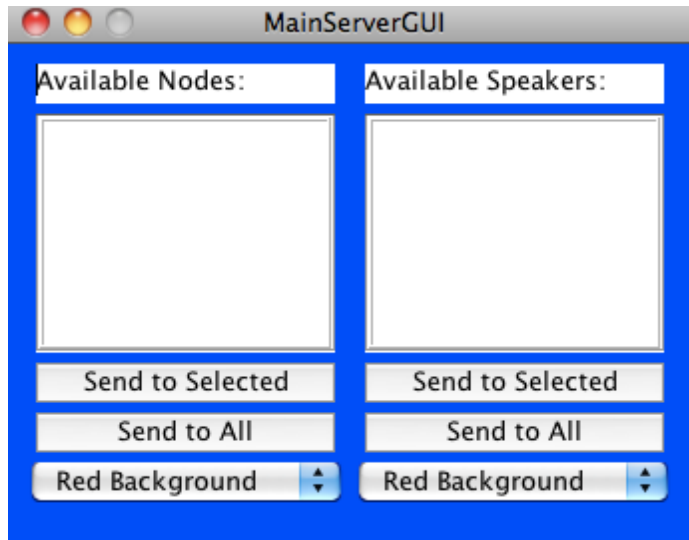 MainServerGUI
Available Nodes:
Available Speakers:
Send to Selected
Send to Selected
Send to All
Send to All
Red Background
Red Background